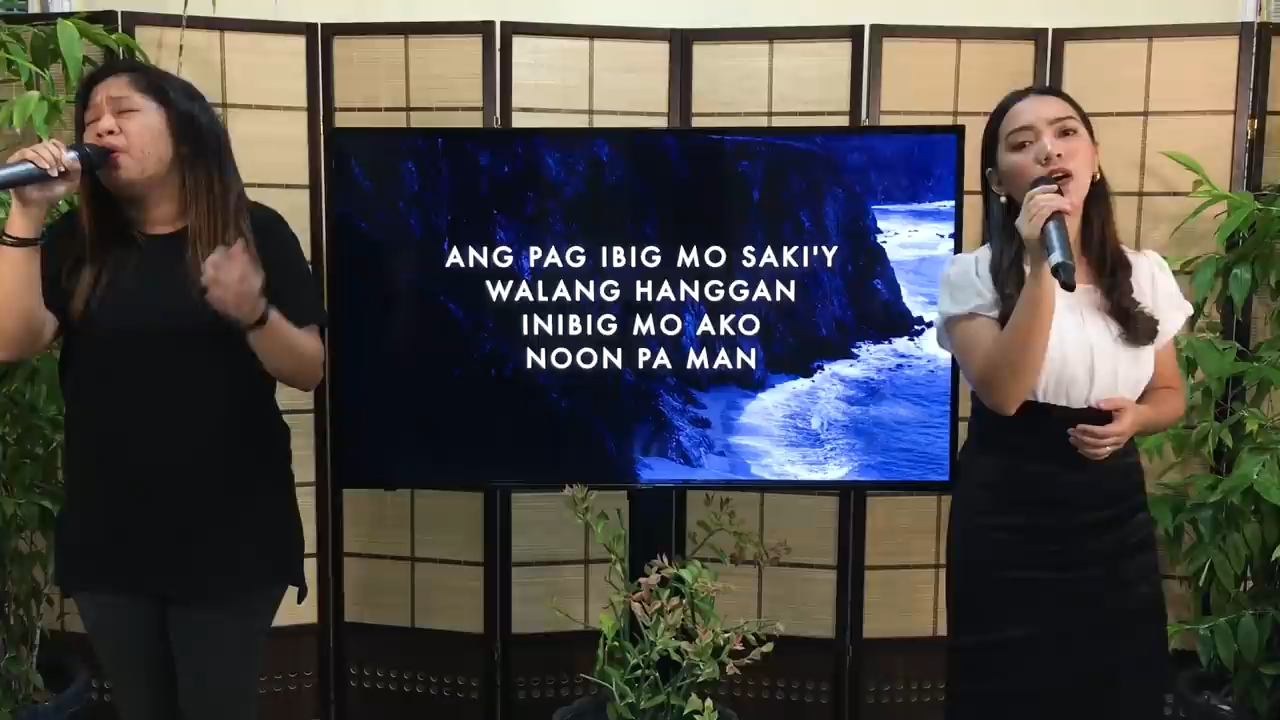 ANG PAG IBIG MO SAKI'Y
WALANG HANGGAN
INIBIG MO AKO
NOON PA MAN